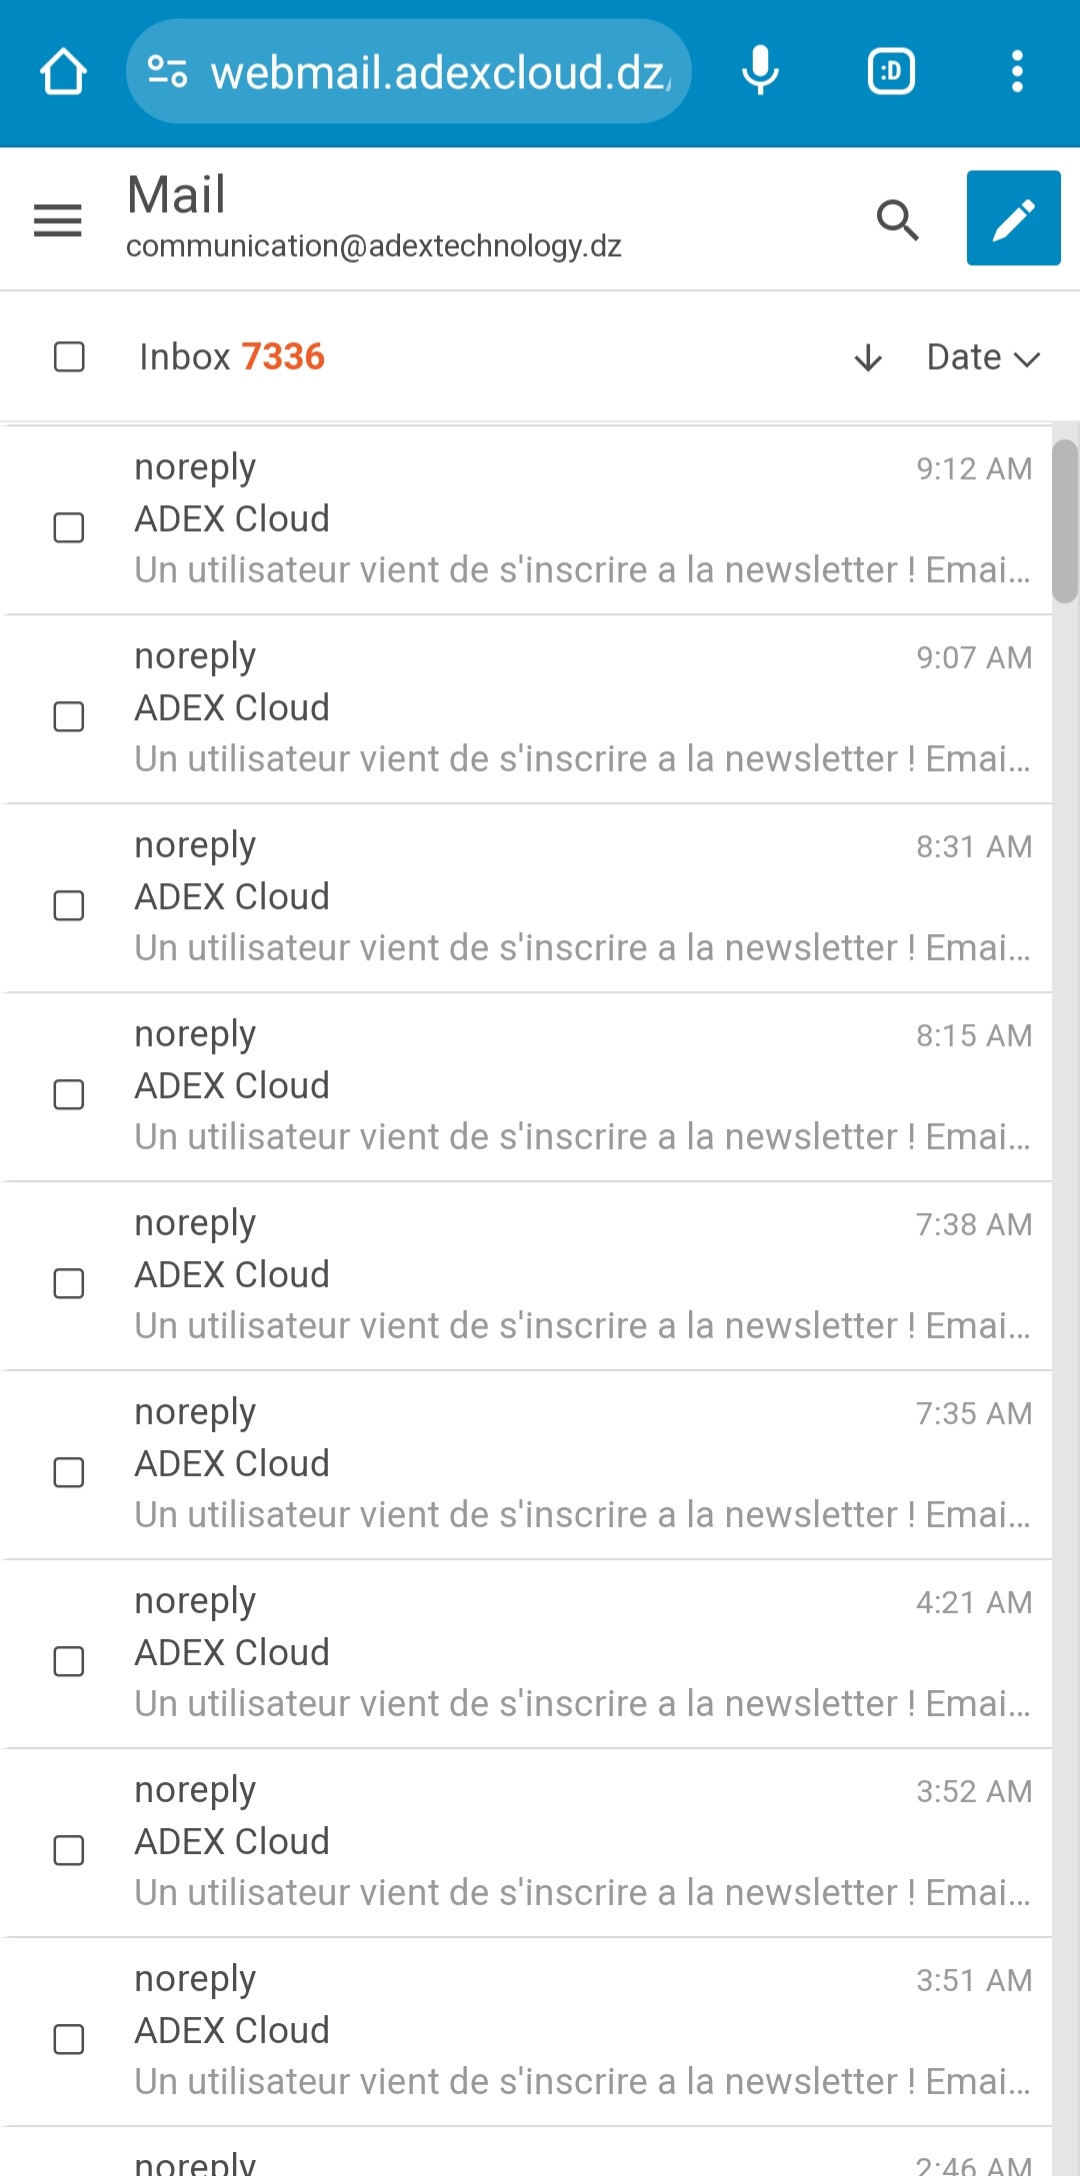 webmail.adexcloud.dz
:D
Mail
communication@adextechnology.dz
Inbox 7336
Date
noreply
9:12 AM
ADEX Cloud
Un utilisateur vient de s'inscrire a la newsletter ! Emai...
noreply
9:07 AM
ADEX Cloud
Un utilisateur vient de s'inscrire a la newsletter ! Emai...
noreply
8:31 AM
ADEX Cloud
Un utilisateur vient de s'inscrire a la newsletter ! Emai...
noreply
8:15 AM
ADEX Cloud
Un utilisateur vient de s'inscrire a la newsletter ! Emai...
noreply
7:38 AM
ADEX Cloud
Un utilisateur vient de s'inscrire a la newsletter ! Emai...
noreply
7:35 AM
ADEX Cloud
Un utilisateur vient de s'inscrire a la newsletter ! Emai...
noreply
4:21 AM
ADEX Cloud
Un utilisateur vient de s'inscrire a la newsletter ! Emai...
noreply
3:52 AM
ADEX Cloud
Un utilisateur vient de s'inscrire a la newsletter ! Emai...
noreply
3:51 AM
ADEX Cloud
Un utilisateur vient de s'inscrire a la newsletter ! Emai...
noreply
2:46 AM